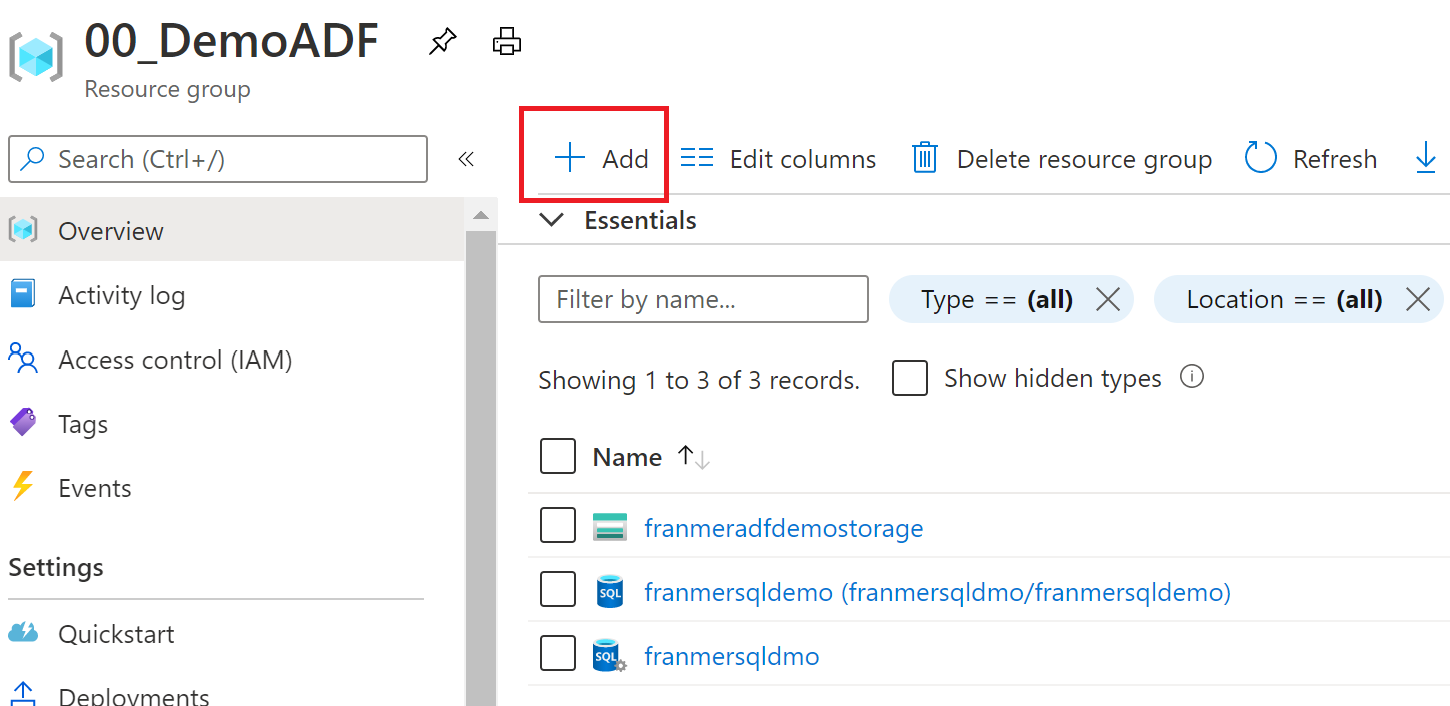 00_DemoADF
Resource group
Search (Ctrl+/)
«
Overview
Activity log
Access control (IAM)
Tags
Events
Settings
Quickstart
Deployments
Add
Edit columns
Delete resource group
Refresh
Essentials
Filter by name...
Type == (all)
Location == (all)
Showing 1 to 3 of 3 records.
Show hidden types
Name
franmeradfdemostorage
SQL
franmersqldemo (franmersqldmo/franmersqldemo)
SQL
franmersqldmo